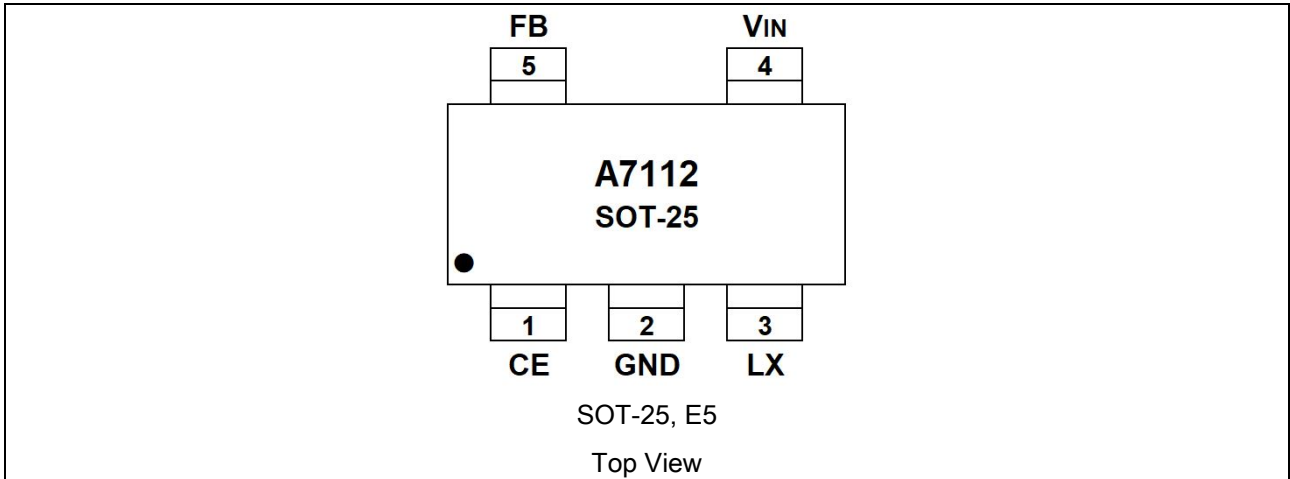 FB VIN
5 4
A7112
SOT-25
1 2 3
CE GND LX
SOT-25, E5
Top View